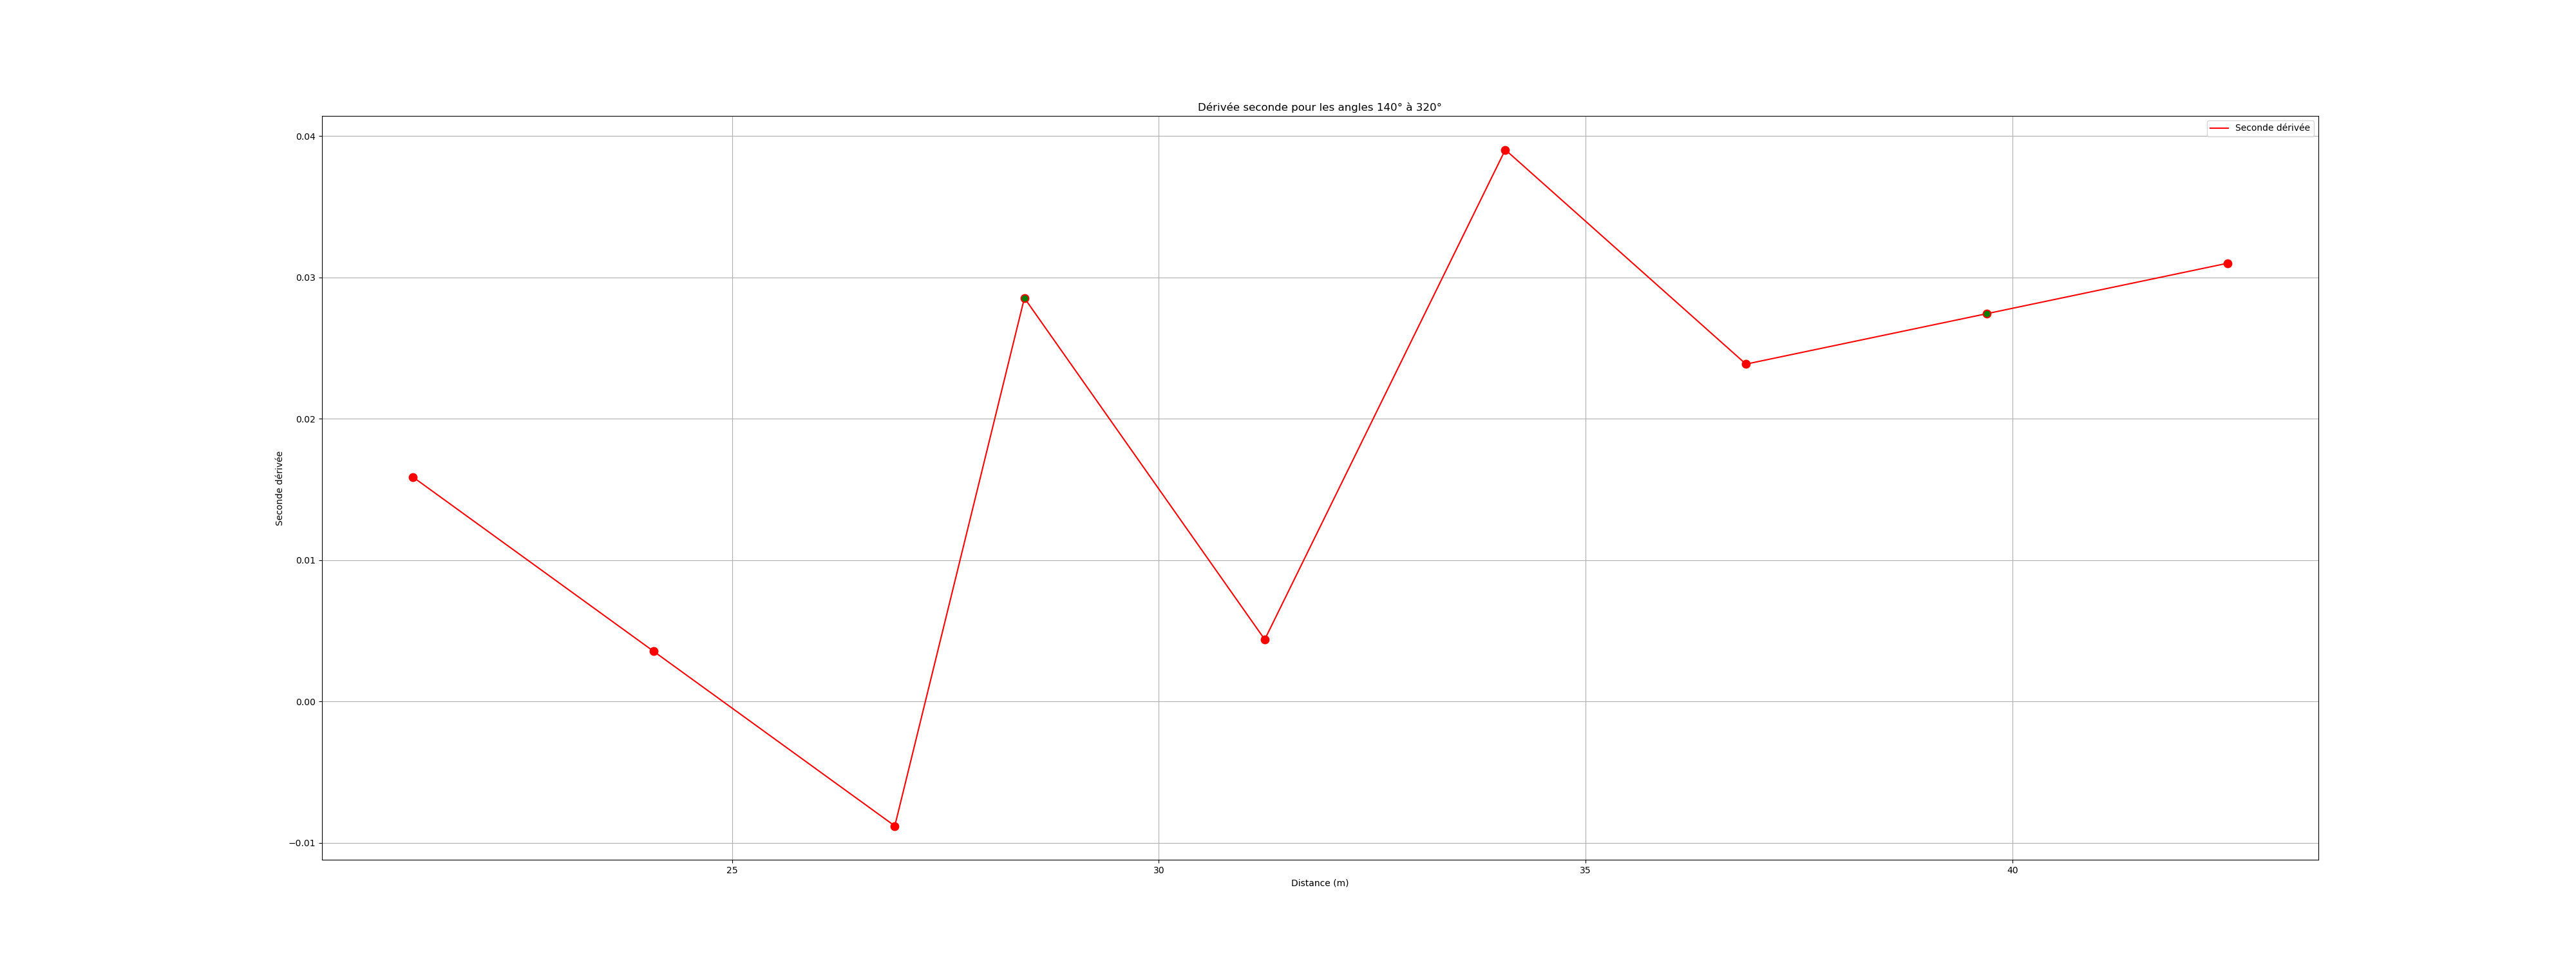 Dérivée seconde pour les angles 140° à 320°
Seconde dérivée
0.04
0.03
0.02
0.01
0.00
−0.01
Seconde dérivée
25
30
35
40
Distance (m)